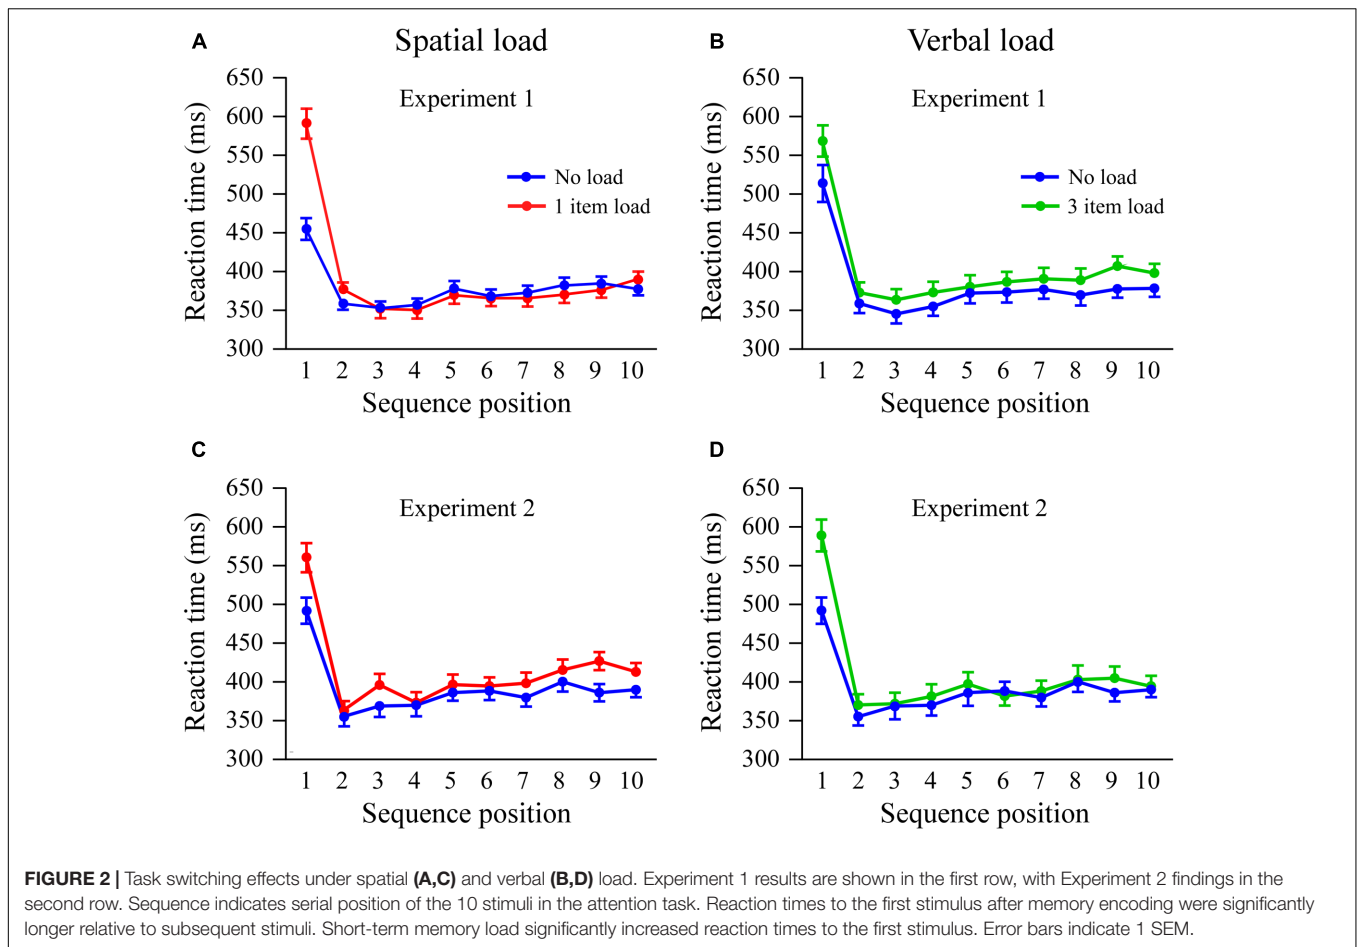 A
Spatial load
B
Verbal load
Experiment 1
650
600
550
500
450
400
350
300
Reaction time (ms)
No load
1 item load
1 2 3 4 5 6 7 8 9 10
Sequence position
Experiment 1
650
600
550
500
450
400
350
300
Reaction time (ms)
No load
3 item load
1 2 3 4 5 6 7 8 9 10
Sequence position
C
Experiment 2
650
600
550
500
450
400
350
300
Reaction time (ms)
1 2 3 4 5 6 7 8 9 10
Sequence position
D
Experiment 2
650
600
550
500
450
400
350
300
Reaction time (ms)
1 2 3 4 5 6 7 8 9 10
Sequence position
FIGURE 2 | Task switching effects under spatial (A,C) and verbal (B,D) load. Experiment 1 results are shown in the first row, with Experiment 2 findings in the
second row. Sequence indicates serial position of the 10 stimuli in the attention task. Reaction times to the first stimulus after memory encoding were significantly
longer relative to subsequent stimuli. Short-term memory load significantly increased reaction times to the first stimulus. Error bars indicate 1 SEM.